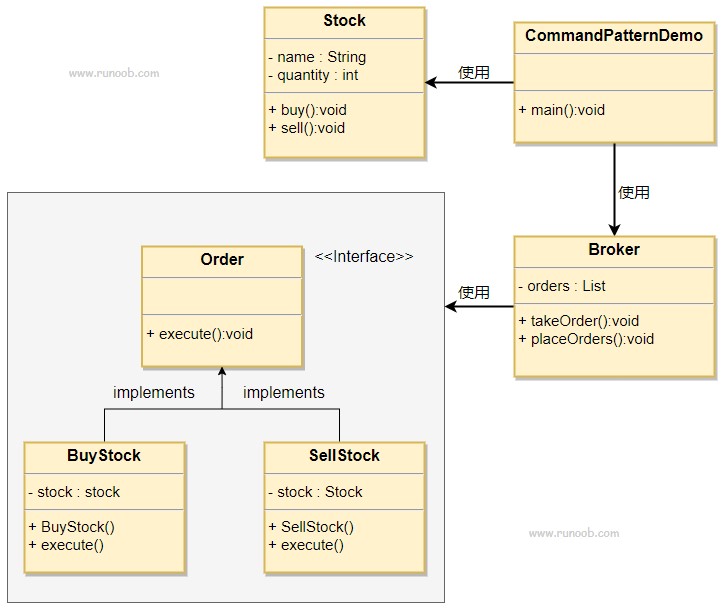 Stock
- name : String
- quantity : int
+ buy():void
+ sell():void
www.runoob.com
使用
CommandPatternDemo
+ main():void
使用
Order
<<Interface>>
+ execute():void
使用
Broker
- orders : List
+ takeOrder():void
+ placeOrders():void
implements
implements
BuyStock
- stock : stock
+ BuyStock()
+ execute()
SellStock
- stock : Stock
+ SellStock()
+ execute()
www.runoob.com